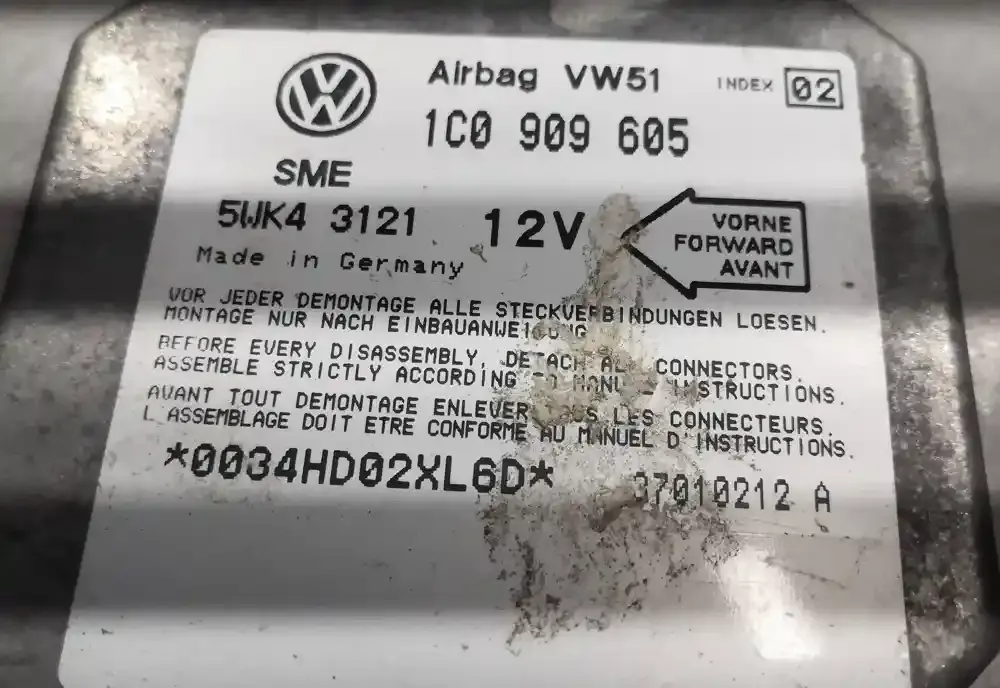 Airbag VW51 INDEX 02
1C0 909 605
SME
5WK4 3121 12V
VORNE
FORWARD
AVANT
Made in Germany
VOR JEDER DEMONTAGE ALLE STECKVERBINDUNGEN LOESEN.
MONTAGE NUR NACH EINBAUANWEISUNG
BEFORE EVERY DISASSEMBLY, DETACH ALL CONNECTORS.
ASSEMBLE STRICTLY ACCORDING TO MANU INSTRUCTIONS.
AVANT TOUT DEMONTAGE ENLEVER TOUS LES CONNECTEURS.
L ASSEMBLAGE DOIT ETRE CONFORME AU MANUEL D'INSTRUCTIONS.
*0034HD02XL6D* 37010212 A